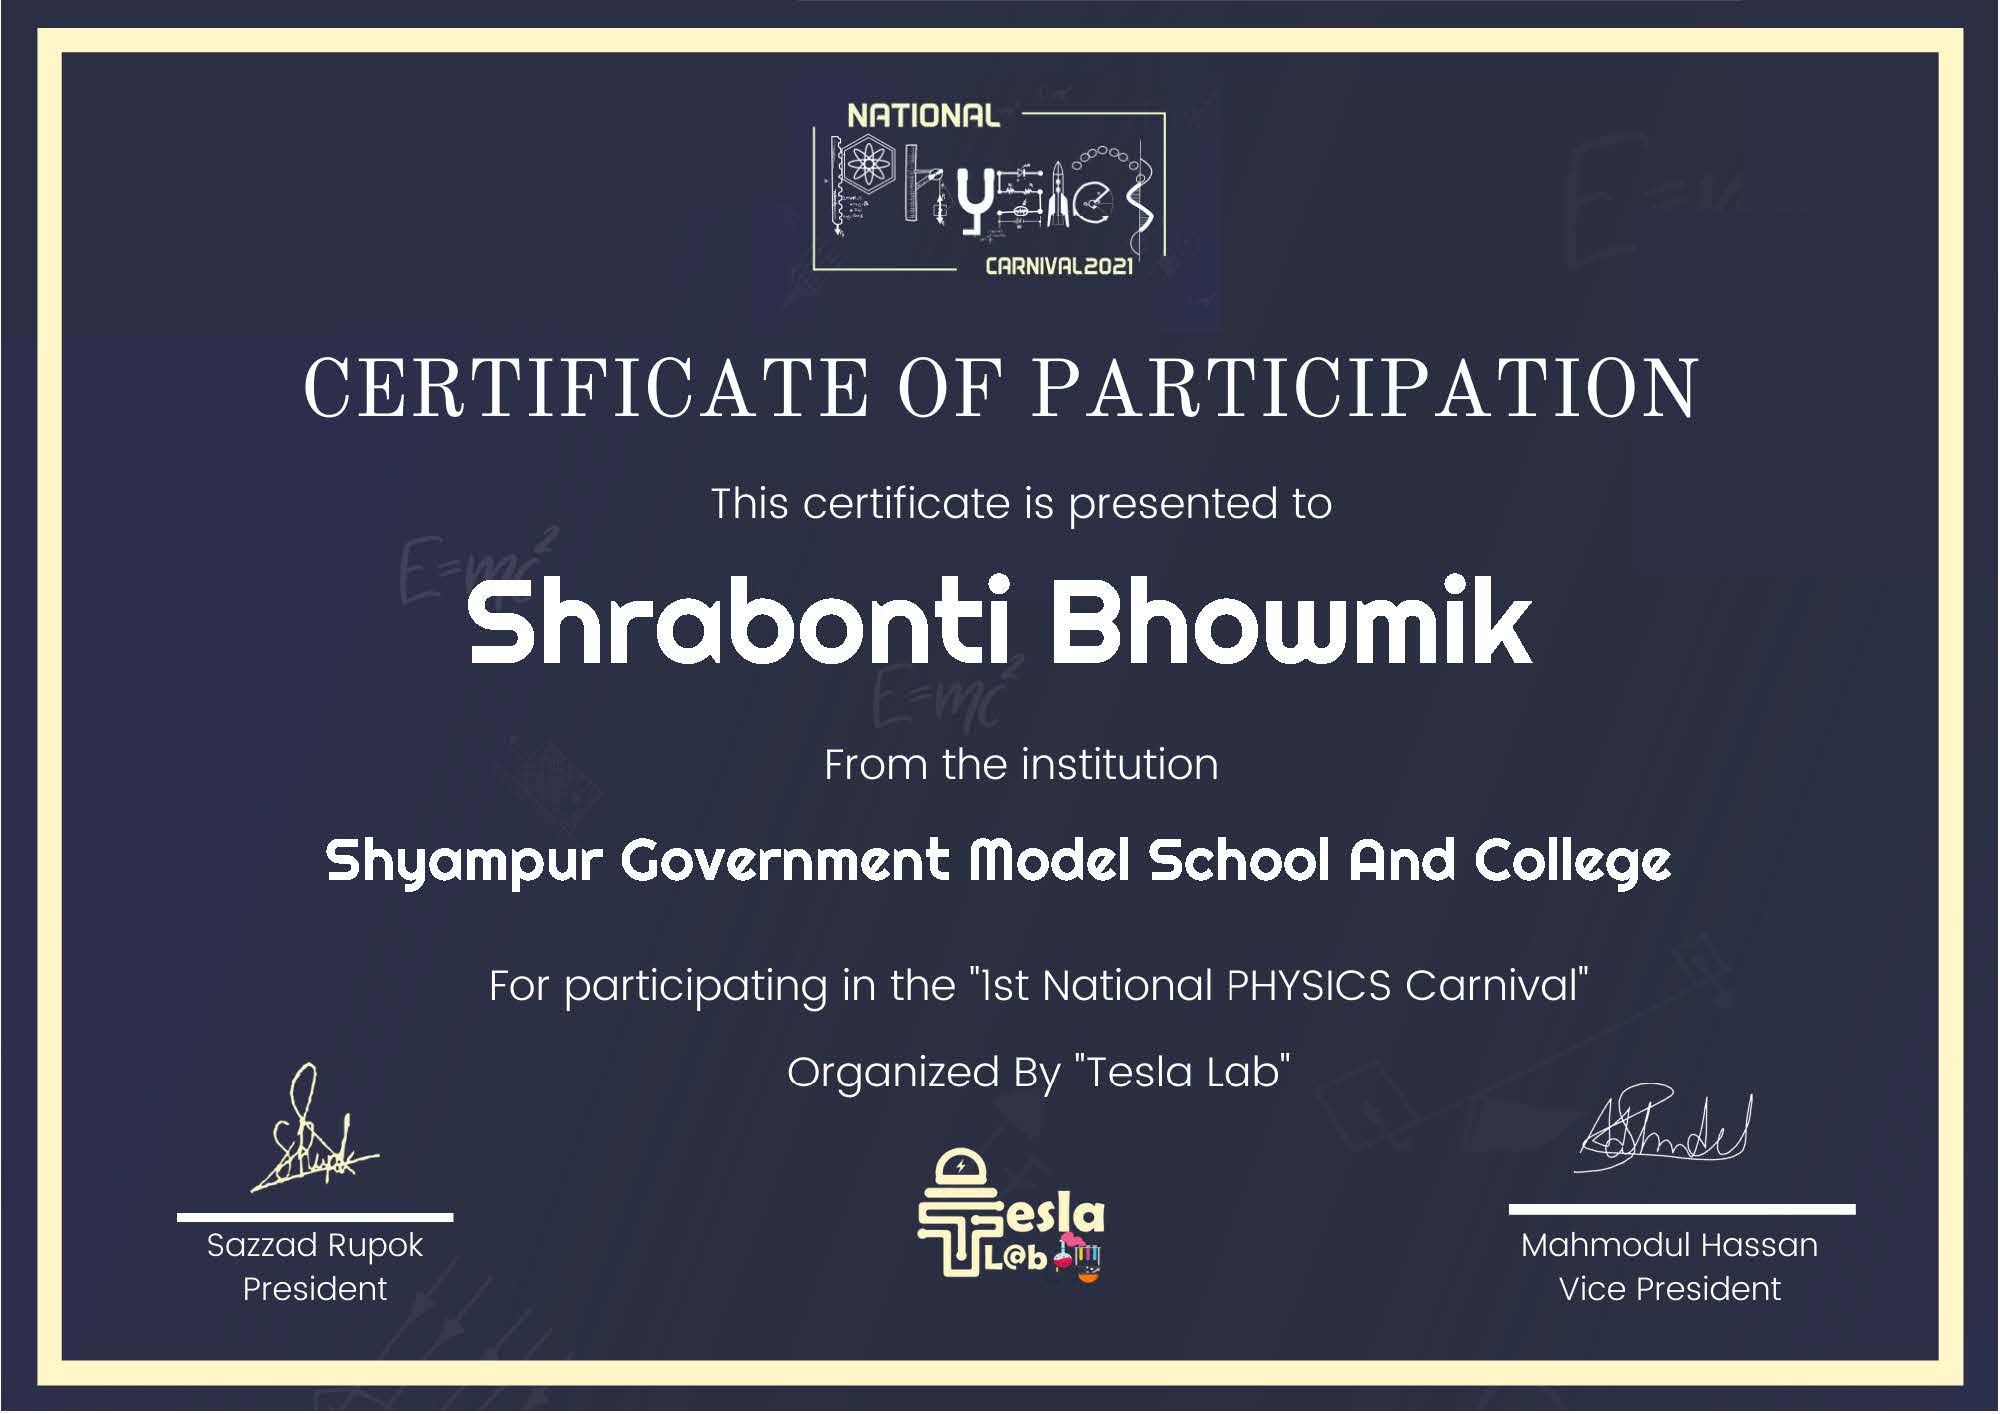 NATIONAL
Physics
CARNIVAL2021
CERTIFICATE OF PARTICIPATION
This certificate is presented to
E=mc²
Shrabonti Bhowmik
E=mc²
From the institution
Shyampur Government Model School And College
For participating in the "1st National PHYSICS Carnival"
Organized By "Tesla Lab"
Tesla
L@b
Sazzad Rupok
President
Mahmodul Hassan
Vice President